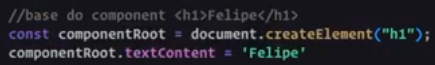 //base do component <h1>Felipe</h1>
const componentRoot = document.createElement("h1");
componentRoot.textContent = 'Felipe'